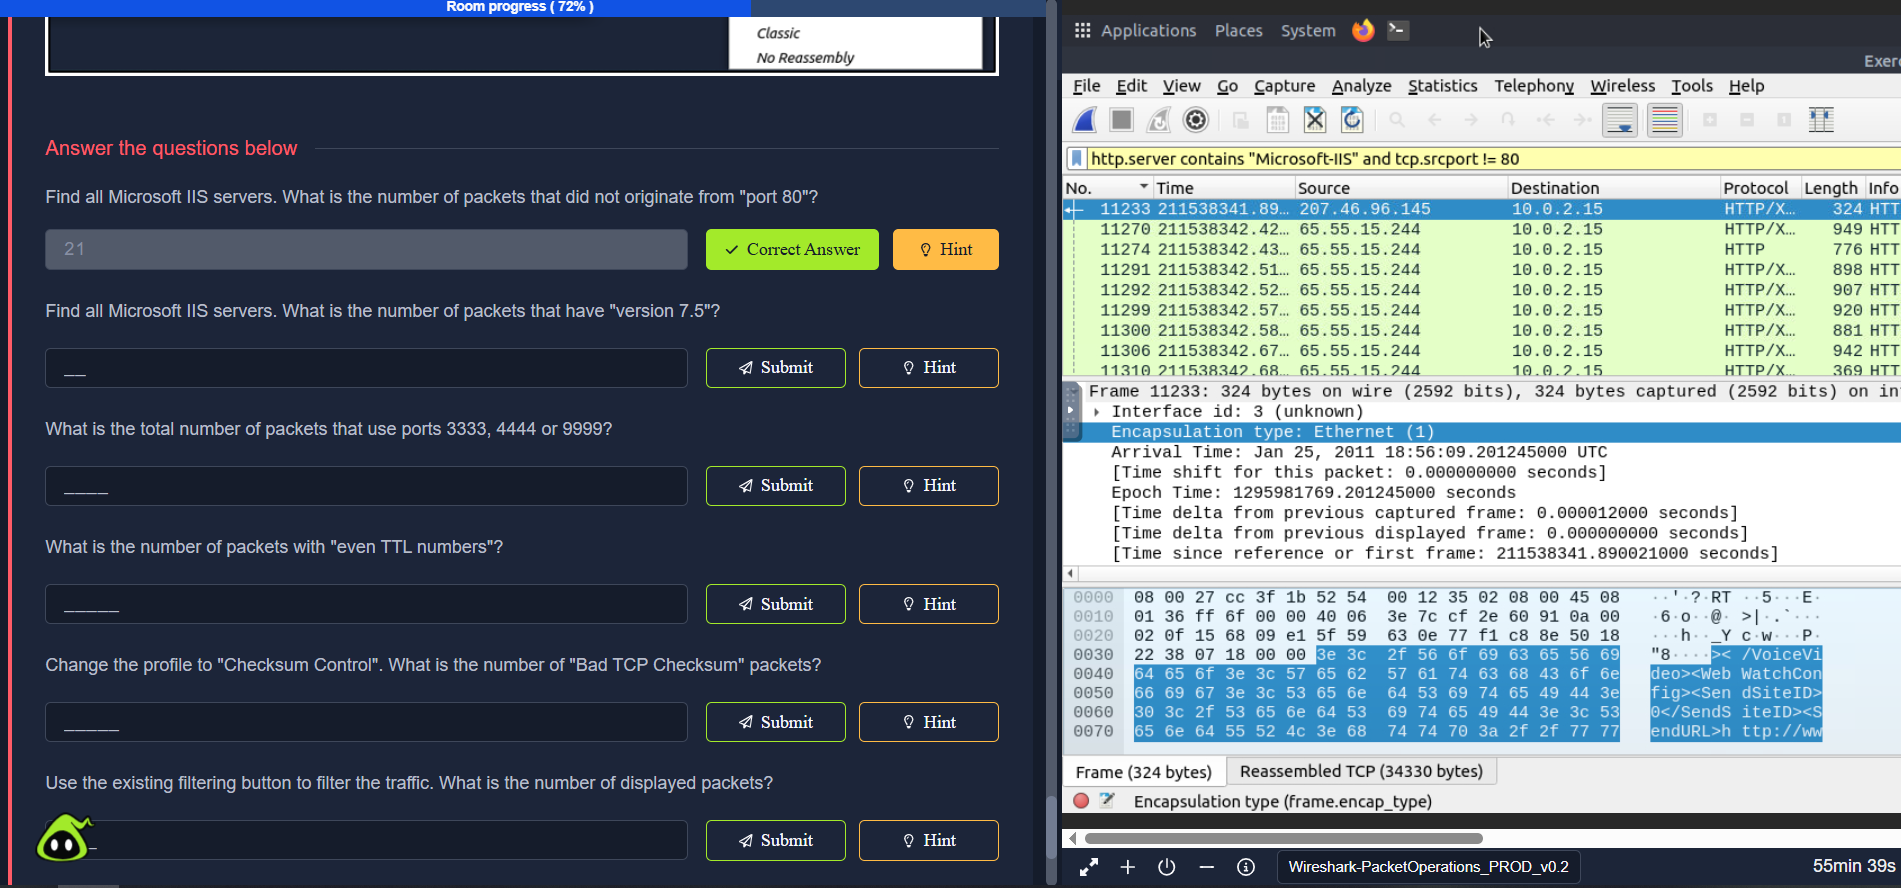 Room progress ( 72% )
Classic
No Reassembly
Answer the questions below
Find all Microsoft IIS servers. What is the number of packets that did not originate from "port 80"?
21
Correct Answer
Hint
Find all Microsoft IIS servers. What is the number of packets that have "version 7.5"?
__
Submit
Hint
What is the total number of packets that use ports 3333, 4444 or 9999?
____
Submit
Hint
What is the number of packets with "even TTL numbers"?
_____
Submit
Hint
Change the profile to "Checksum Control". What is the number of "Bad TCP Checksum" packets?
_____
Submit
Hint
Use the existing filtering button to filter the traffic. What is the number of displayed packets?
_
Submit
Hint
Applications Places System
Exer
File Edit View Go Capture Analyze Statistics Telephony Wireless Tools Help
http.server contains "Microsoft-IIS" and tcp.srcport != 80
No. Time Source Destination Protocol Length Info
11233 211538341.89… 207.46.96.145 10.0.2.15 HTTP/X… 324 HTT
11270 211538342.42… 65.55.15.244 10.0.2.15 HTTP/X… 949 HTT
11274 211538342.43… 65.55.15.244 10.0.2.15 HTTP 776 HTT
11291 211538342.51… 65.55.15.244 10.0.2.15 HTTP/X… 898 HTT
11292 211538342.52… 65.55.15.244 10.0.2.15 HTTP/X… 907 HTT
11299 211538342.57… 65.55.15.244 10.0.2.15 HTTP/X… 920 HTT
11300 211538342.58… 65.55.15.244 10.0.2.15 HTTP/X… 881 HTT
11306 211538342.67… 65.55.15.244 10.0.2.15 HTTP/X… 942 HTT
11310 211538342.68… 65.55.15.244 10.0.2.15 HTTP/X… 369 HTT
Frame 11233: 324 bytes on wire (2592 bits), 324 bytes captured (2592 bits) on in
Interface id: 3 (unknown)
Encapsulation type: Ethernet (1)
Arrival Time: Jan 25, 2011 18:56:09.201245000 UTC
[Time shift for this packet: 0.000000000 seconds]
Epoch Time: 1295981769.201245000 seconds
[Time delta from previous captured frame: 0.000012000 seconds]
[Time delta from previous displayed frame: 0.000000000 seconds]
[Time since reference or first frame: 211538341.890021000 seconds]
0000 08 00 27 cc 3f 1b 52 54 00 12 35 02 08 00 45 08 ··'·?·RT ··5···E·
0010 01 36 ff 6f 00 00 40 06 3e 7c cf 2e 60 91 0a 00 ·6·o··@· >|·.`···
0020 02 0f 15 68 09 e1 5f 59 63 0e 77 f1 c8 8e 50 18 ···h··_Y c·w···P·
0030 22 38 07 18 00 00 3e 3c 2f 56 6f 69 63 65 56 69 "8····>< /VoiceVi
0040 64 65 6f 3e 3c 57 65 62 57 61 74 63 68 43 6f 6e deo><Web WatchCon
0050 66 69 67 3e 3c 53 65 6e 64 53 69 74 65 49 44 3e fig><Sen dSiteID>
0060 30 3c 2f 53 65 6e 64 53 69 74 65 49 44 3e 3c 53 0</SendS iteID><S
0070 65 6e 64 55 52 4c 3e 68 74 74 70 3a 2f 2f 77 77 endURL>h ttp://ww
Frame (324 bytes) Reassembled TCP (34330 bytes)
Encapsulation type (frame.encap_type)
Wireshark-PacketOperations_PROD_v0.2
55min 39s